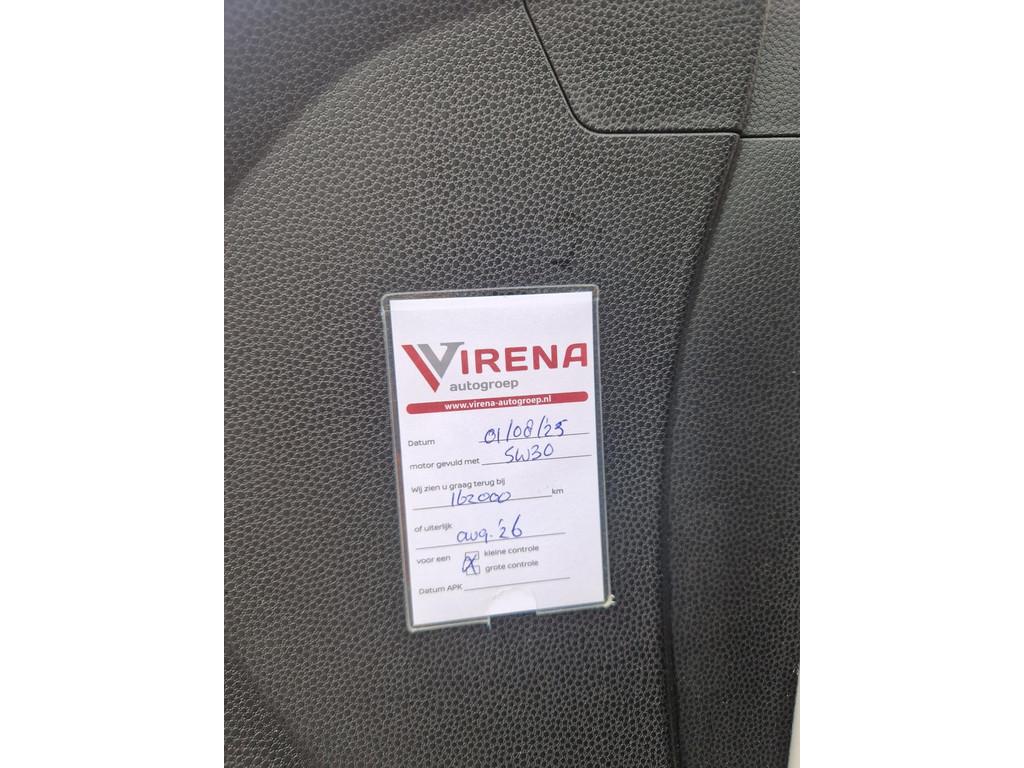 VIRENA
autogroep
www.virena-autogroep.nl
Datum 01/08/'25
motor gevuld met 5W30
Wij zien u graag terug bij
162000 km
of uiterlijk
aug. '26
voor een kleine controle
X grote controle
Datum APK